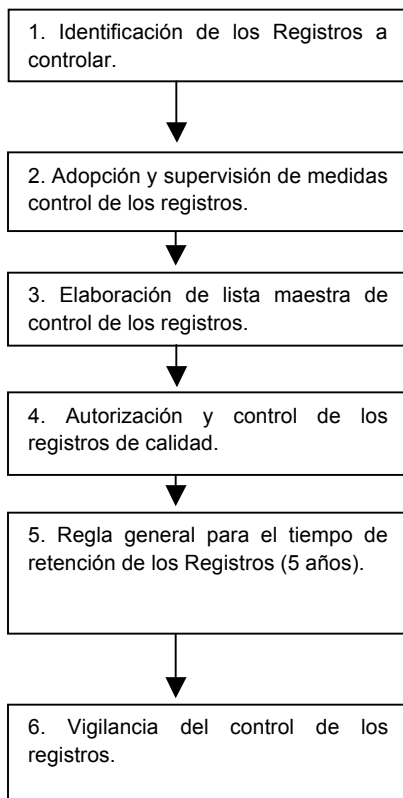 1. Identificación de los Registros a
controlar.
2. Adopción y supervisión de medidas
control de los registros.
3. Elaboración de lista maestra de
control de los registros.
4. Autorización y control de los
registros de calidad.
5. Regla general para el tiempo de
retención de los Registros (5 años).
6. Vigilancia del control de los
registros.